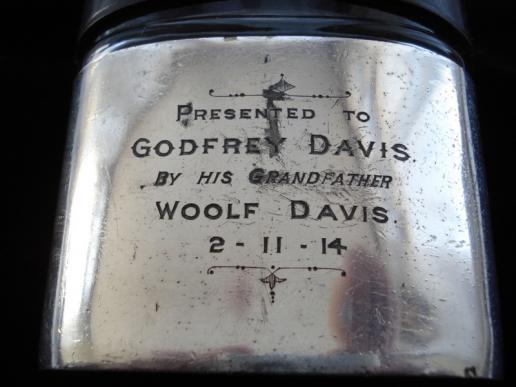 PRESENTED TO
GODFREY DAVIS.
BY HIS GRANDFATHER
WOOLF DAVIS.
2-11-14